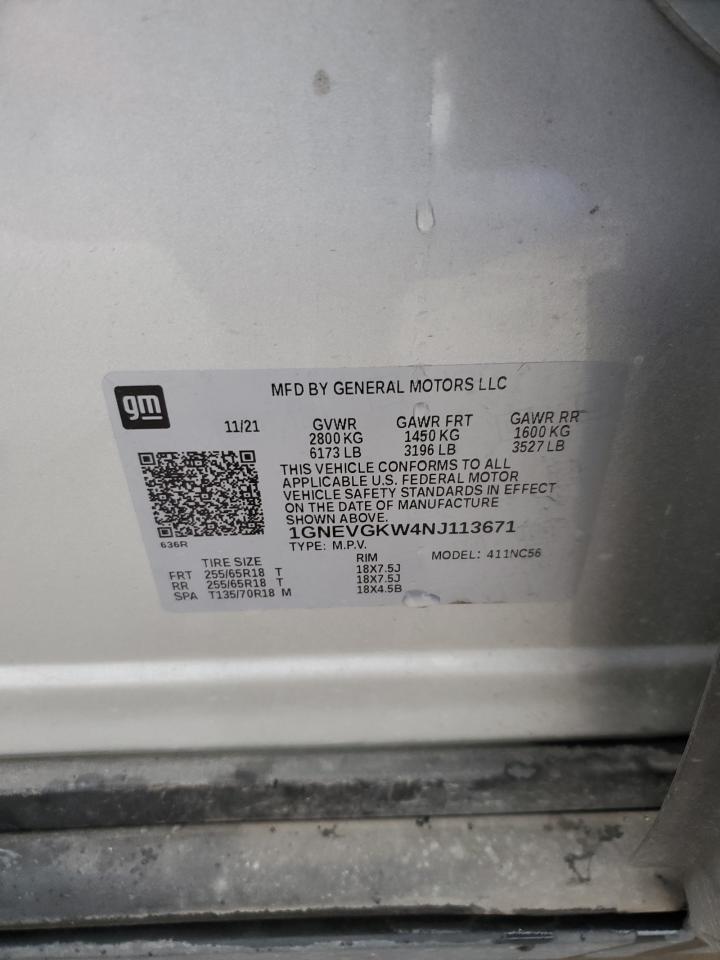 gm
MFD BY GENERAL MOTORS LLC
11/21 GVWR GAWR FRT GAWR RR
2800 KG 1450 KG 1600 KG
6173 LB 3196 LB 3527 LB
THIS VEHICLE CONFORMS TO ALL
APPLICABLE U.S. FEDERAL MOTOR
VEHICLE SAFETY STANDARDS IN EFFECT
ON THE DATE OF MANUFACTURE
SHOWN ABOVE.
1GNEVGKW4NJ113671
636R TYPE: M.P.V. MODEL: 411NC56
TIRE SIZE RIM
FRT 255/65R18 T 18X7.5J
RR 255/65R18 T 18X7.5J
SPA T135/70R18 M 18X4.5B